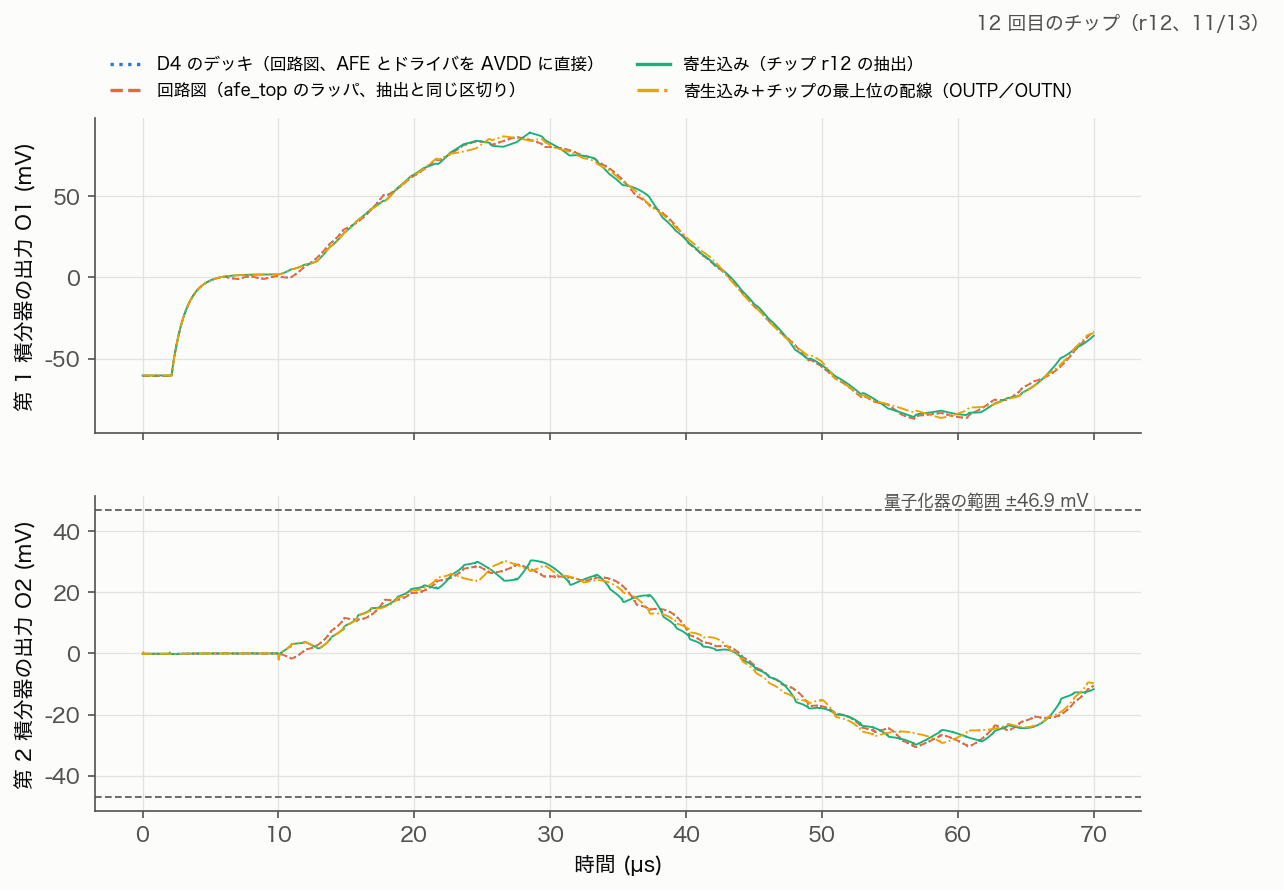 12 回目のチップ（r12、11/13）
D4 のデッキ（回路図、AFE とドライバを AVDD に直接）
回路図（afe_top のラッパ、抽出と同じ区切り）
寄生込み（チップ r12 の抽出）
寄生込み＋チップの最上位の配線（OUTP／OUTN）
第 1 積分器の出力 O1 (mV)
50
0
-50
第 2 積分器の出力 O2 (mV)
量子化器の範囲 ±46.9 mV
40
20
0
-20
-40
0 10 20 30 40 50 60 70
時間 (µs)